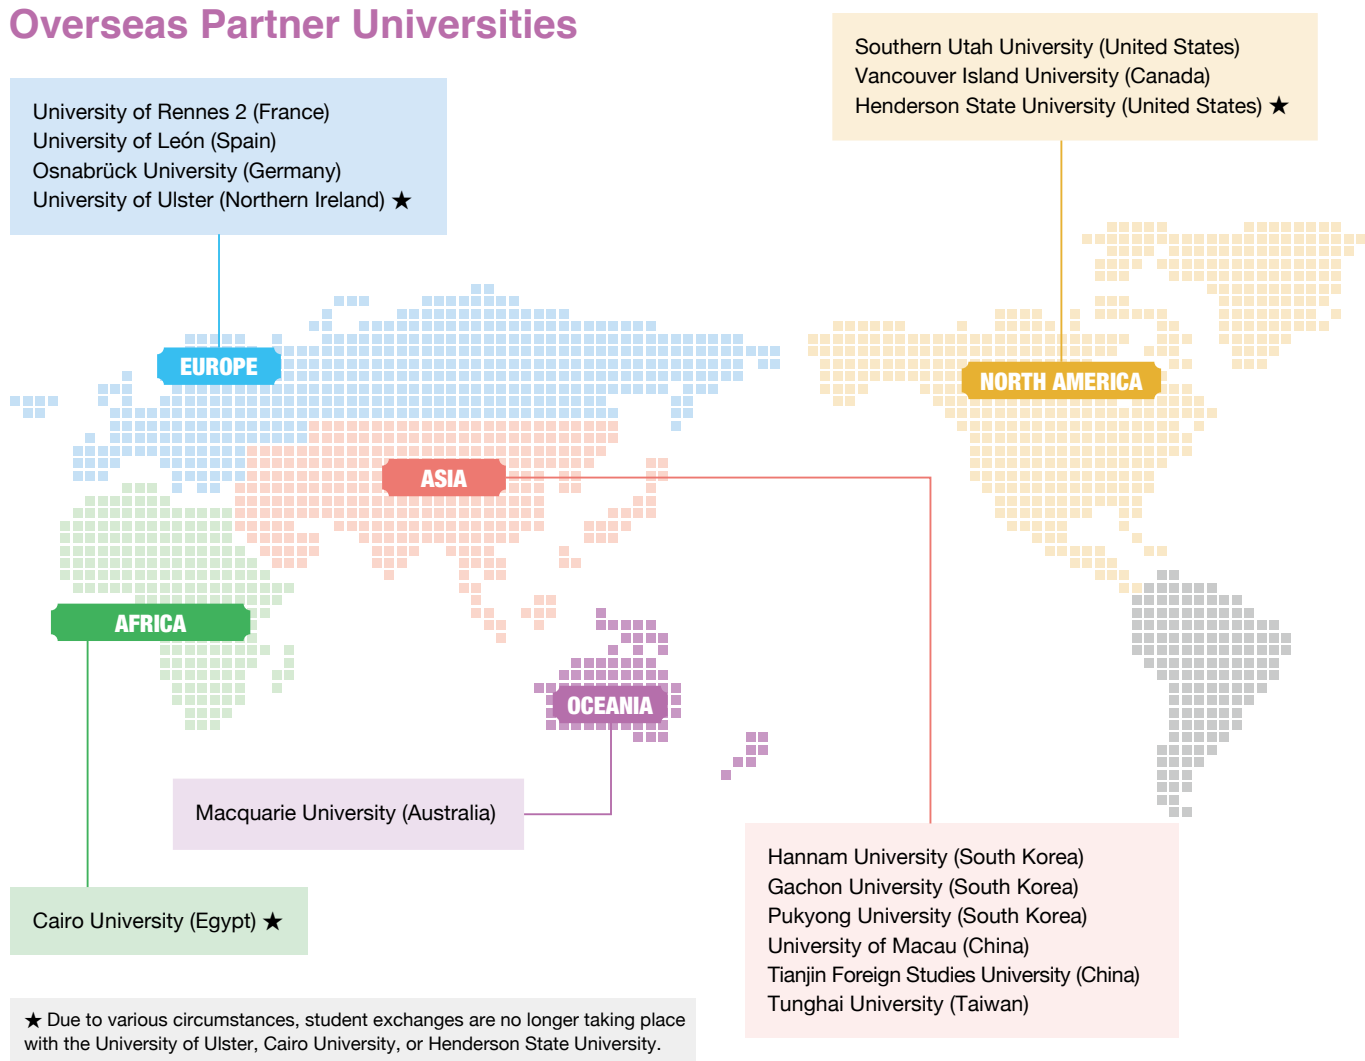 Overseas Partner Universities
Southern Utah University (United States)
Vancouver Island University (Canada)
Henderson State University (United States) ★
University of Rennes 2 (France)
University of León (Spain)
Osnabrück University (Germany)
University of Ulster (Northern Ireland) ★
EUROPE
NORTH AMERICA
ASIA
AFRICA
OCEANIA
Macquarie University (Australia)
Hannam University (South Korea)
Gachon University (South Korea)
Pukyong University (South Korea)
University of Macau (China)
Tianjin Foreign Studies University (China)
Tunghai University (Taiwan)
Cairo University (Egypt) ★
★ Due to various circumstances, student exchanges are no longer taking place
with the University of Ulster, Cairo University, or Henderson State University.